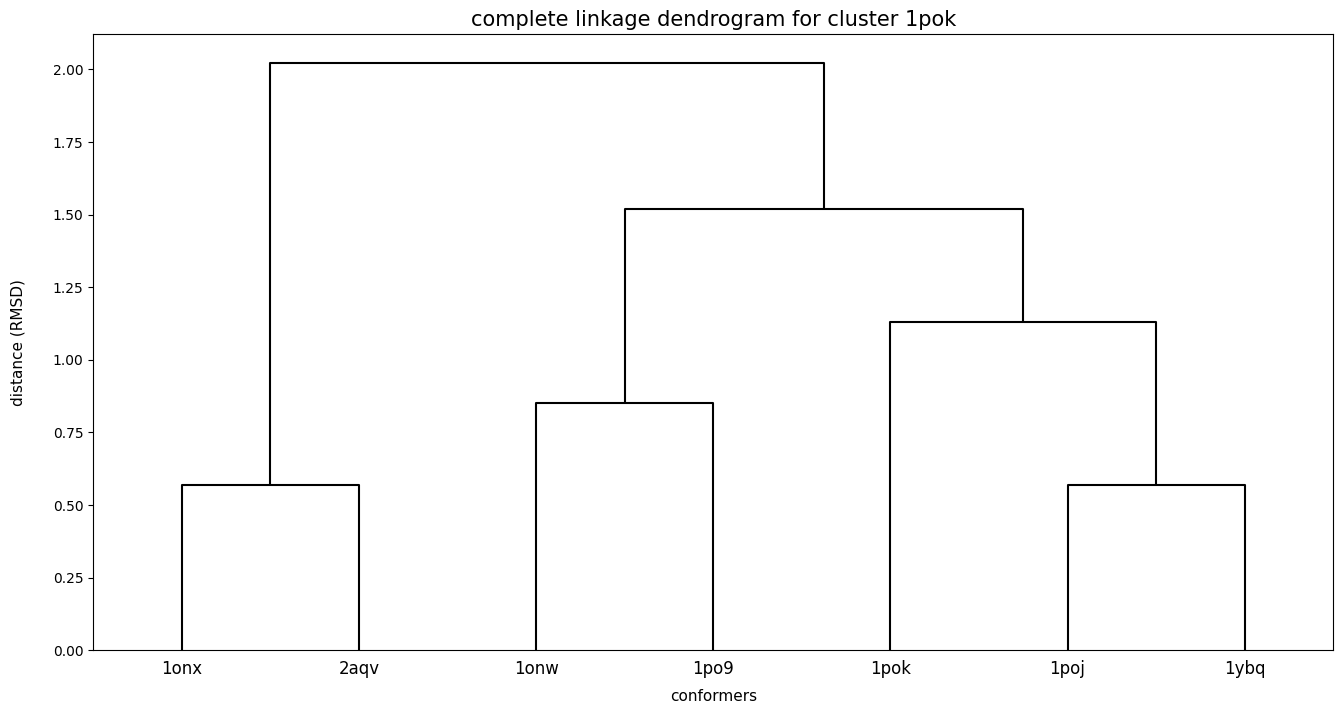 complete linkage dendrogram for cluster 1pok
2.00
1.75
1.50
1.25
1.00
0.75
0.50
0.25
0.00
distance (RMSD)
1onx 2aqv 1onw 1po9 1pok 1poj 1ybq
conformers